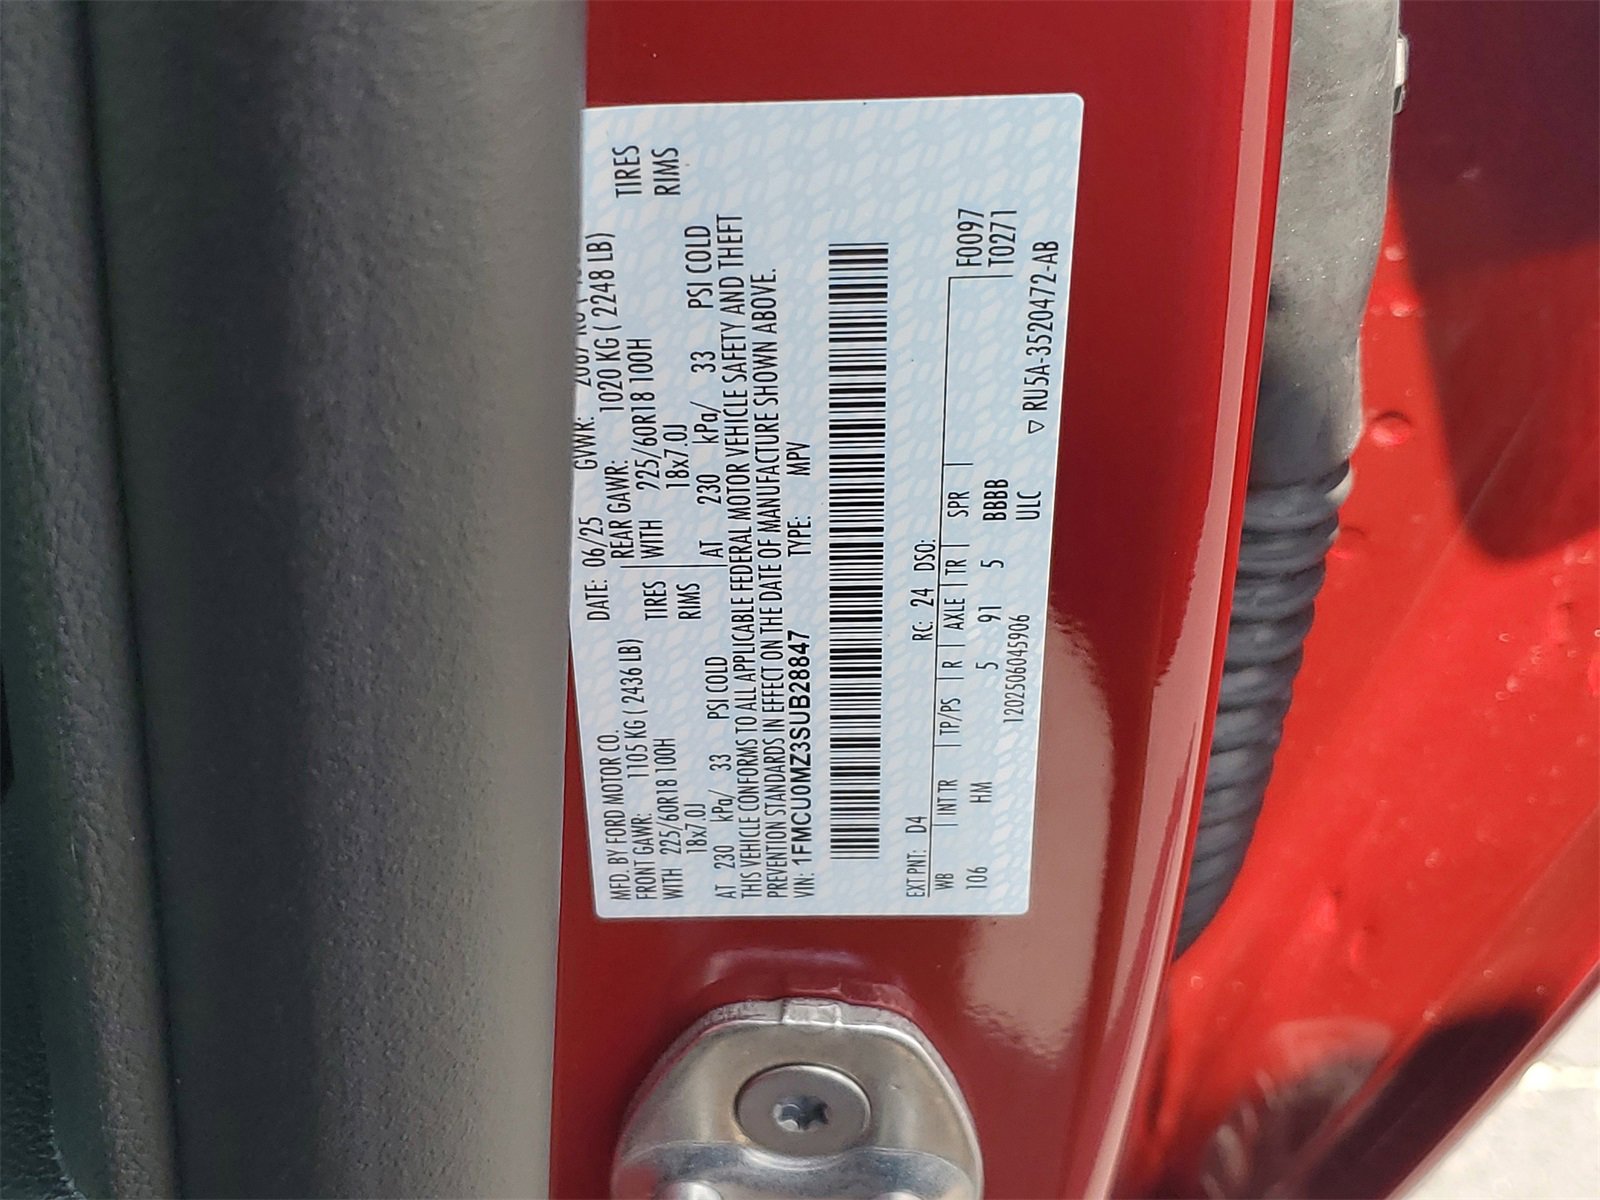 MFD. BY FORD MOTOR CO.
DATE: 06/25 GVWR:
FRONT GAWR: 1105 KG ( 2436 LB) REAR GAWR: 1020 KG ( 2248 LB)
WITH 225/60R18 100H TIRES WITH 225/60R18 100H TIRES
18x7.0J RIMS 18x7.0J RIMS
AT 230 kPa/ 33 PSI COLD AT 230 kPa/ 33 PSI COLD
THIS VEHICLE CONFORMS TO ALL APPLICABLE FEDERAL MOTOR VEHICLE SAFETY AND THEFT
PREVENTION STANDARDS IN EFFECT ON THE DATE OF MANUFACTURE SHOWN ABOVE.
VIN: 1FMCU0MZ3SUB28847 TYPE: MPV
EXT PNT: D4 RC: 24 DSO:
WB INT TR TP/PS R AXLE TR SPR F0097
106 HM 5 91 5 BBBB T0271
1202506045906 ULC
▽ RU5A-3520472-AB